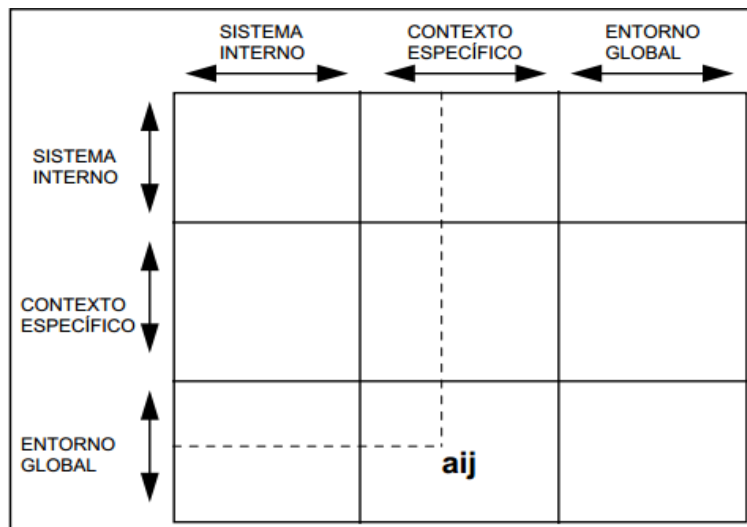 SISTEMA
INTERNO
CONTEXTO
ESPECÍFICO
ENTORNO
GLOBAL
SISTEMA
INTERNO
CONTEXTO
ESPECÍFICO
ENTORNO
GLOBAL
aij